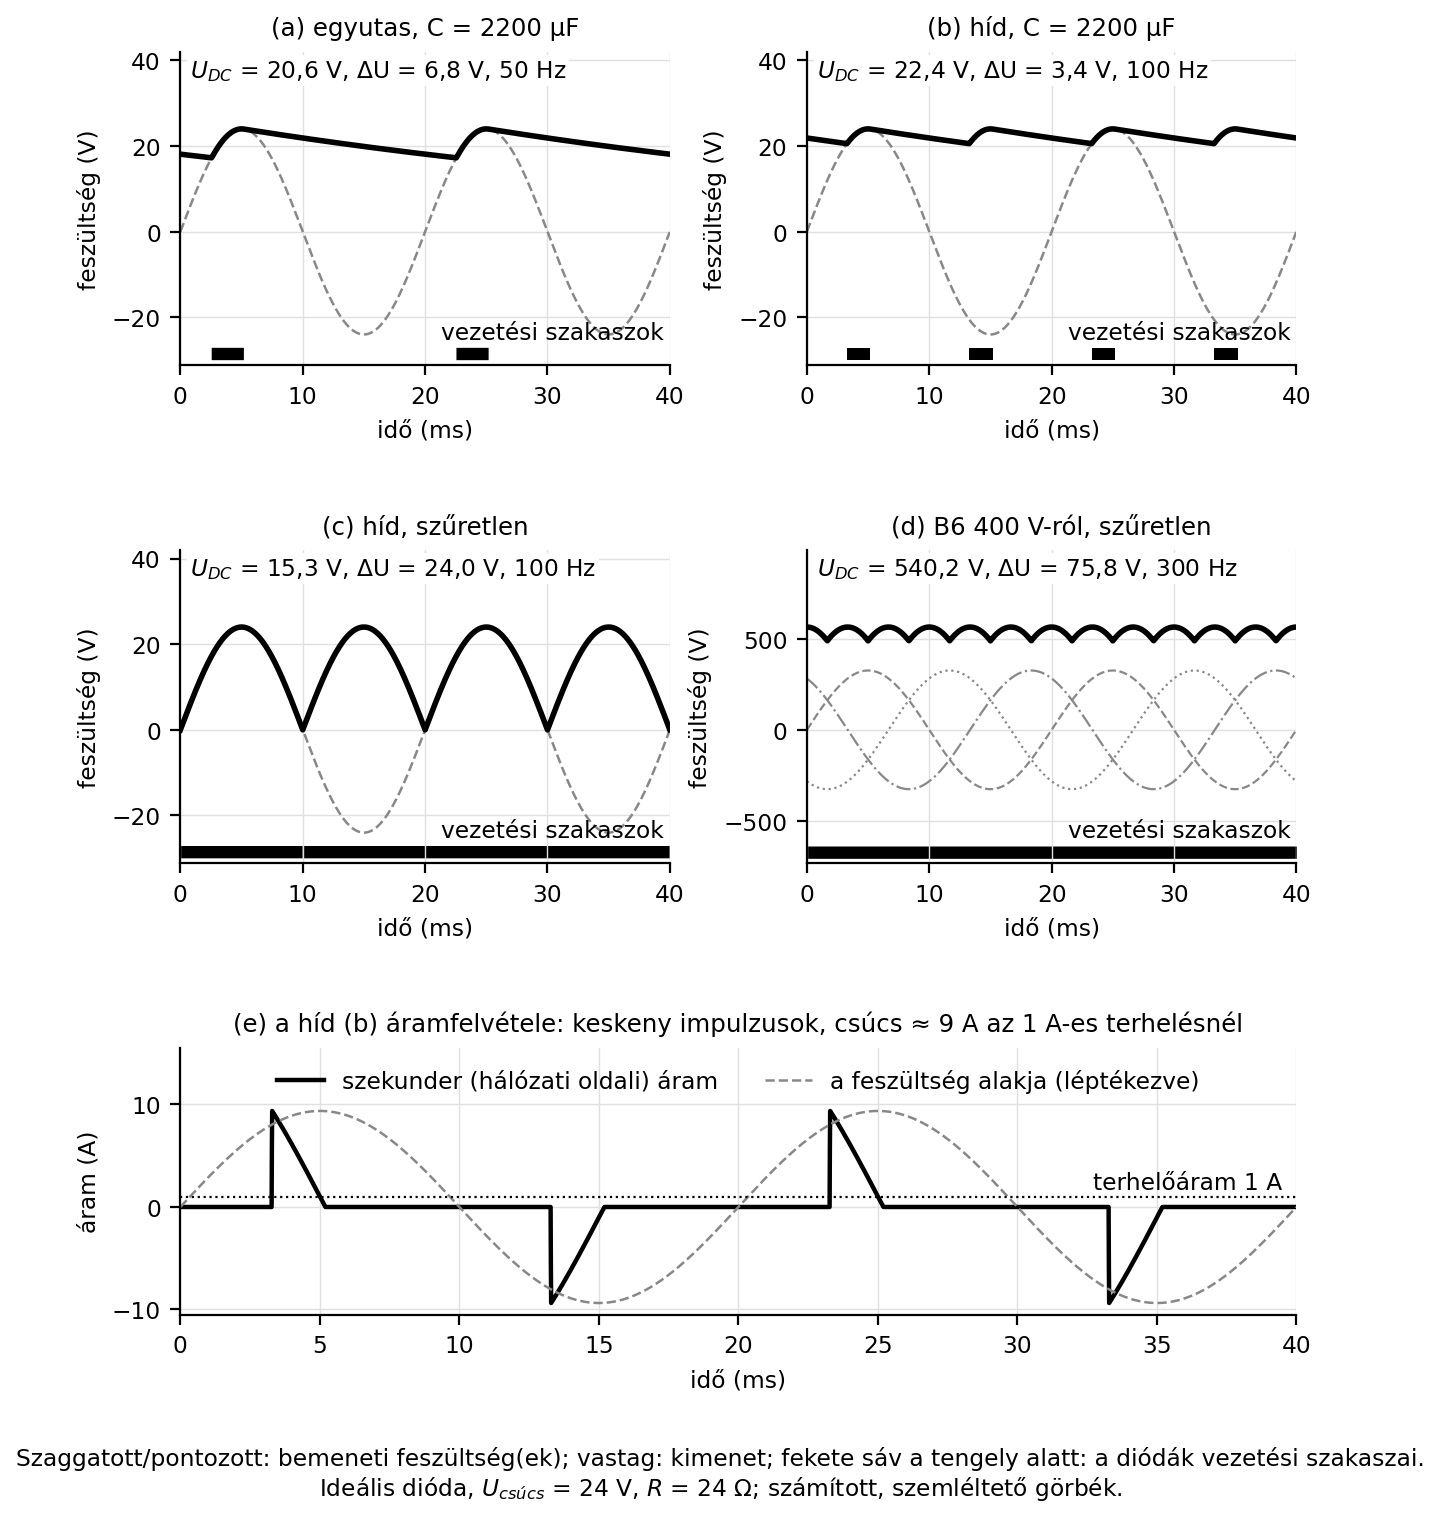 (a) egyutas, C = 2200 µF
U_DC = 20,6 V, ΔU = 6,8 V, 50 Hz
feszültség (V)
40
20
0
−20
vezetési szakaszok
0 10 20 30 40
idő (ms)
(b) híd, C = 2200 µF
U_DC = 22,4 V, ΔU = 3,4 V, 100 Hz
feszültség (V)
40
20
0
−20
vezetési szakaszok
0 10 20 30 40
idő (ms)
(c) híd, szűretlen
U_DC = 15,3 V, ΔU = 24,0 V, 100 Hz
feszültség (V)
40
20
0
−20
vezetési szakaszok
0 10 20 30 40
idő (ms)
(d) B6 400 V-ról, szűretlen
U_DC = 540,2 V, ΔU = 75,8 V, 300 Hz
feszültség (V)
500
0
−500
vezetési szakaszok
0 10 20 30 40
idő (ms)
(e) a híd (b) áramfelvétele: keskeny impulzusok, csúcs ≈ 9 A az 1 A-es terhelésnél
szekunder (hálózati oldali) áram
a feszültség alakja (léptékezve)
áram (A)
10
0
−10
terhelőáram 1 A
0 5 10 15 20 25 30 35 40
idő (ms)
Szaggatott/pontozott: bemeneti feszültség(ek); vastag: kimenet; fekete sáv a tengely alatt: a diódák vezetési szakaszai.
Ideális dióda, U_csúcs = 24 V, R = 24 Ω; számított, szemléltető görbék.